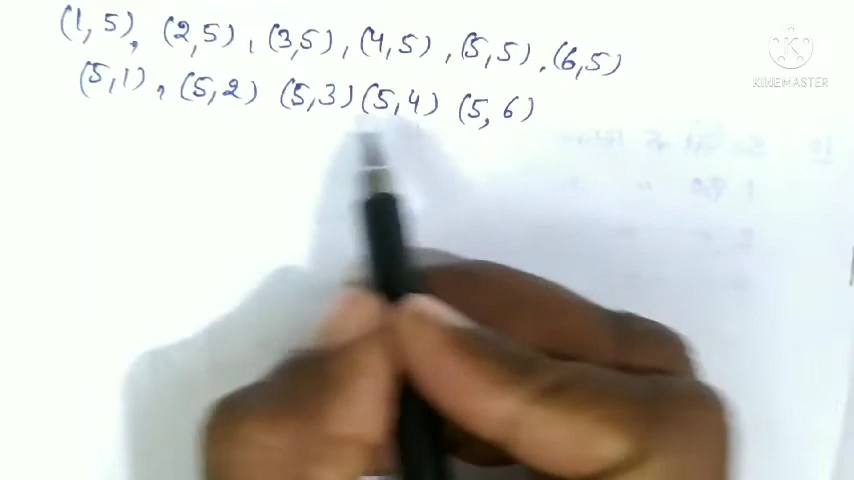 (1, 5), (2,5), (3,5), (4,5), (5,5), (6,5)
(5,1), (5,2) (5,3) (5,4) (5, 6)
KINEMASTER